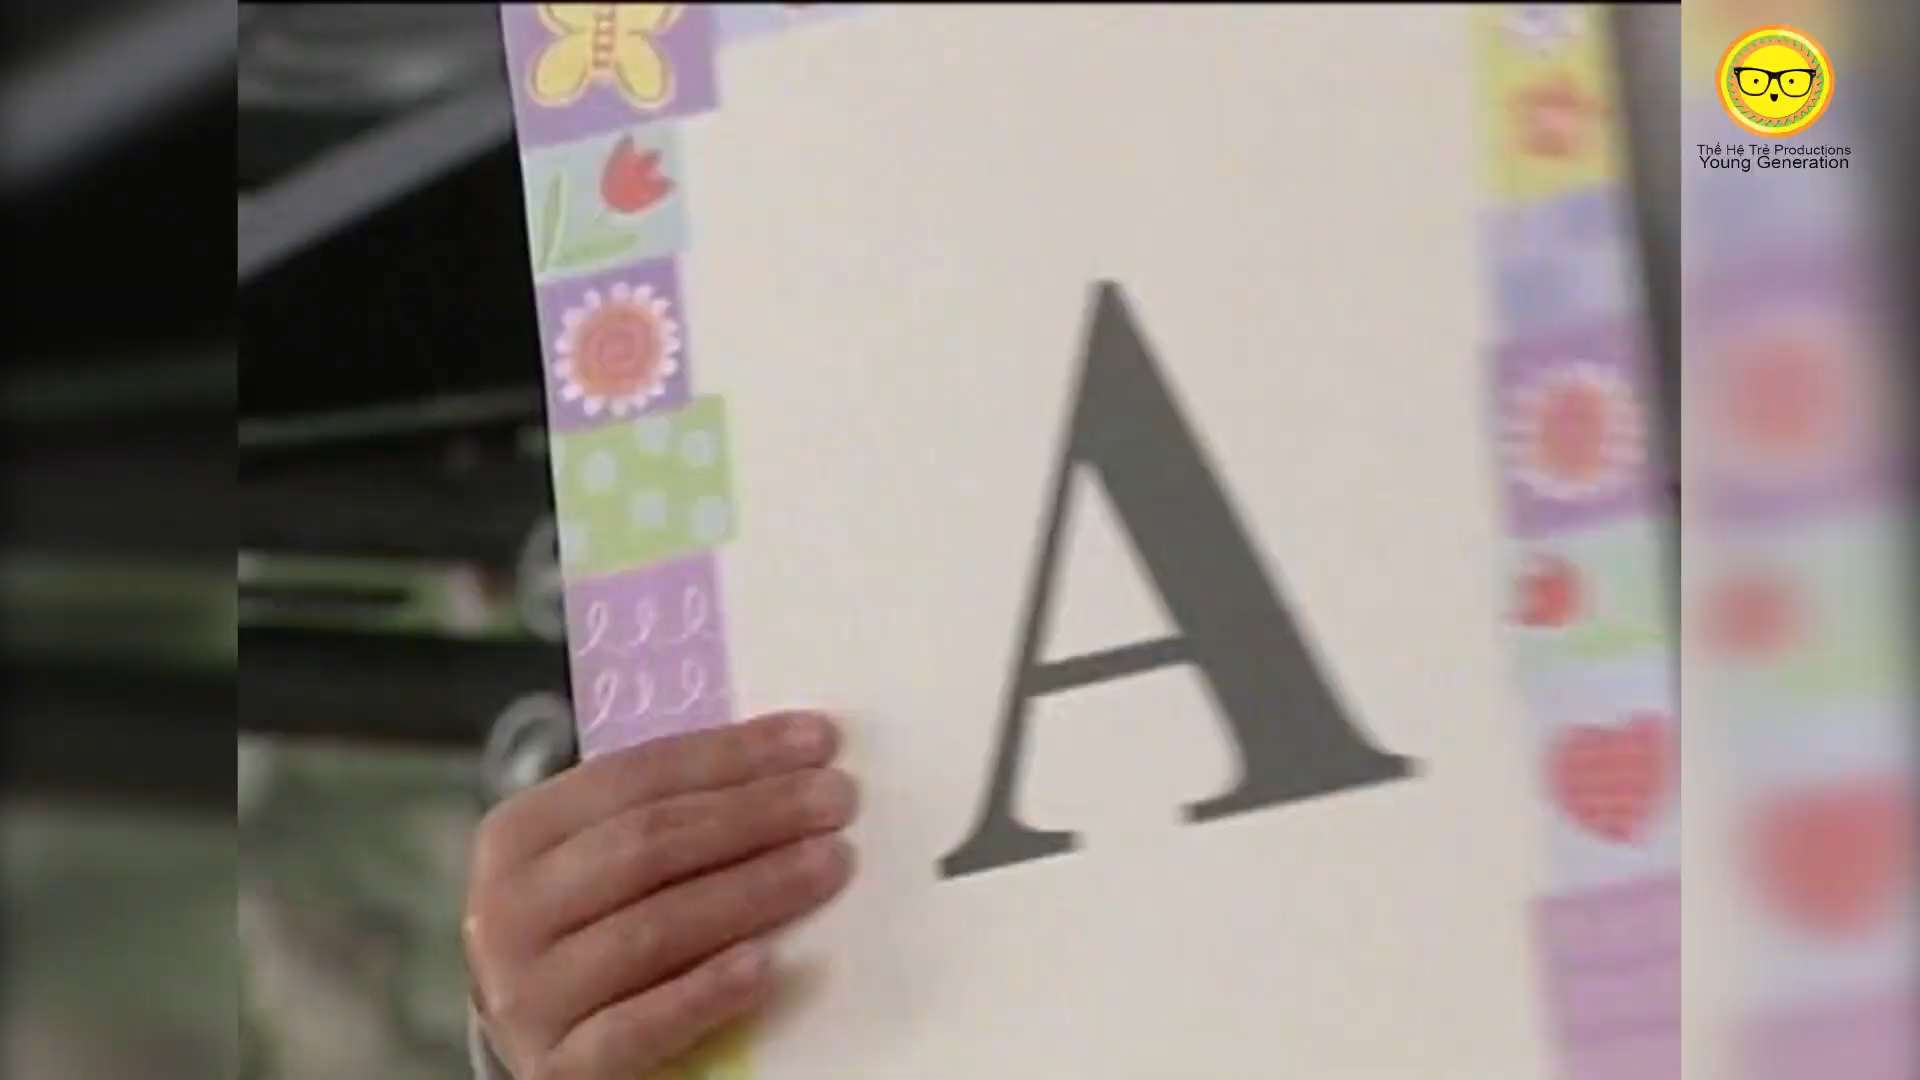 Thế Hệ Trẻ Productions
Young Generation
A